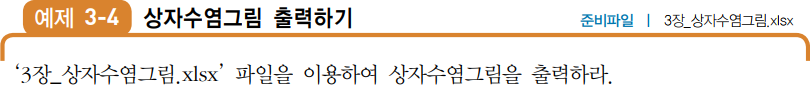 예제 3-4 상자수염그림 출력하기 준비파일 | 3장_상자수염그림.xlsx
‘3장_상자수염그림.xlsx’ 파일을 이용하여 상자수염그림을 출력하라.